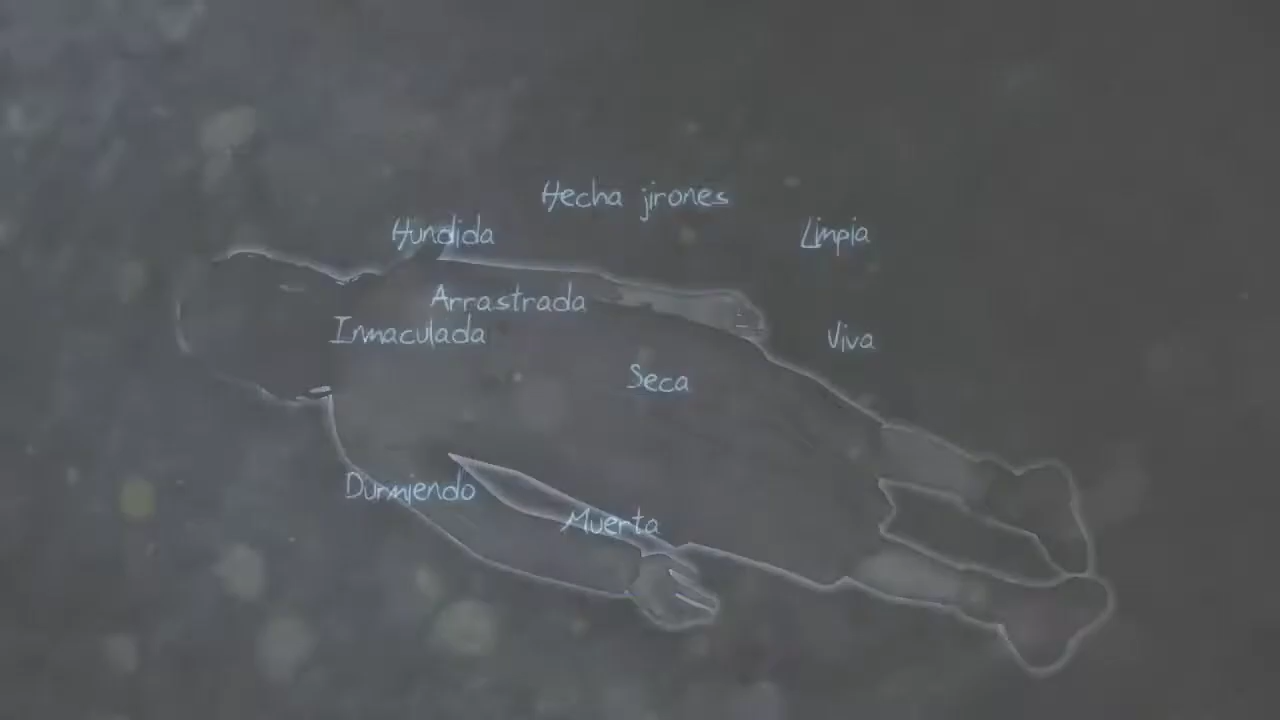 Hecha jirones
Hundida
Limpia
Arrastrada
Inmaculada
Viva
Seca
Durmiendo
Muerta